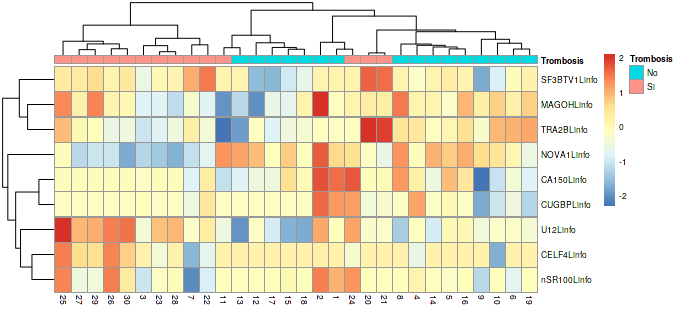 Trombosis
SF3BTV1Linfo
MAGOHLinfo
TRA2BLinfo
NOVA1Linfo
CA150Linfo
CUGBPLinfo
U12Linfo
CELF4Linfo
nSR100Linfo
25 27 29 26 30 3 23 28 7 22 11 13 12 17 15 18 2 1 24 20 21 8 4 14 5 16 9 10 6 19
2
1
0
-1
-2
Trombosis
No
Si